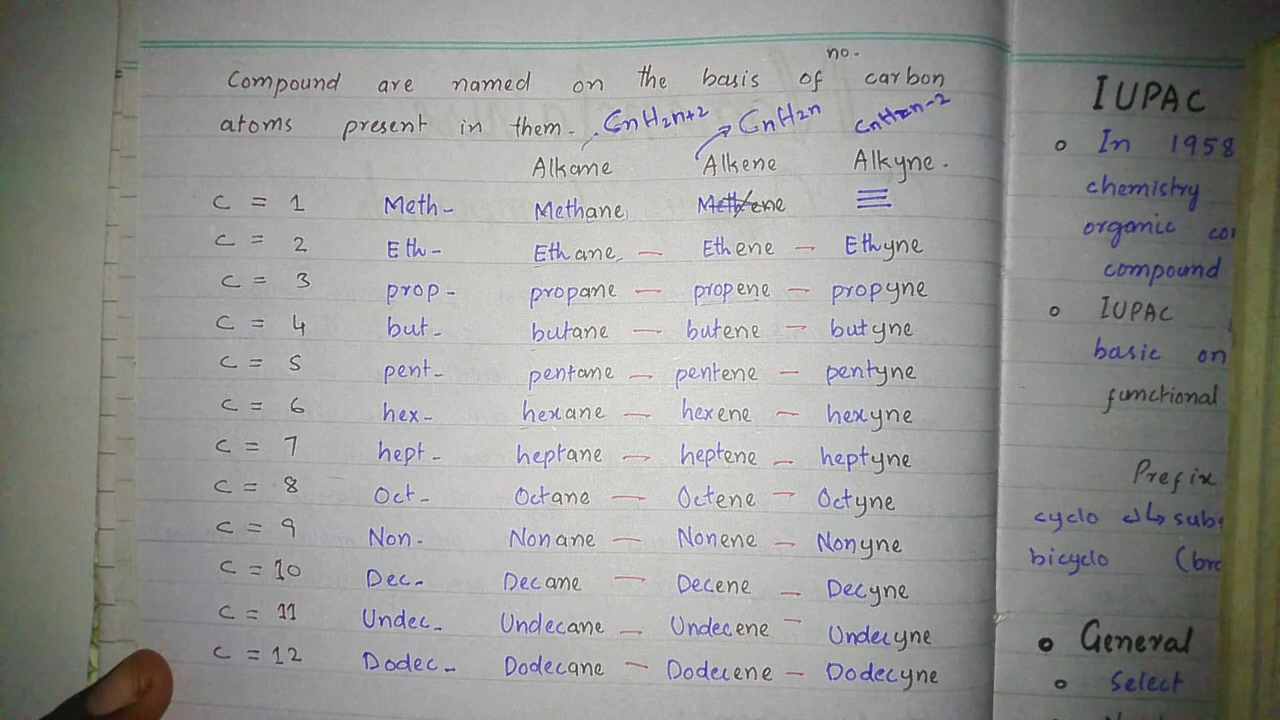 Compound are named on the basis of no. carbon
atoms present in them. CnH2n+2 CnH2n CnH2n-2
Alkane Alkene Alkyne.
C = 1 Meth- Methane Methene ≡
C = 2 Eth- Ethane — Ethene — Ethyne
C = 3 prop- propane — propene — propyne
C = 4 but- butane — butene — butyne
C = 5 pent- pentane — pentene — pentyne
C = 6 hex- hexane — hexene — hexyne
C = 7 hept- heptane — heptene — heptyne
C = 8 Oct- Octane — Octene — Octyne
C = 9 Non- Nonane — Nonene — Nonyne
C = 10 Dec- Decane — Decene — Decyne
C = 11 Undec- Undecane — Undecene — Undecyne
C = 12 Dodec- Dodecane — Dodecene — Dodecyne
IUPAC
In 1958
chemistry
organic
compound
IUPAC
basic on
functional
Prefix
cyclo
bicyclo
General
Select